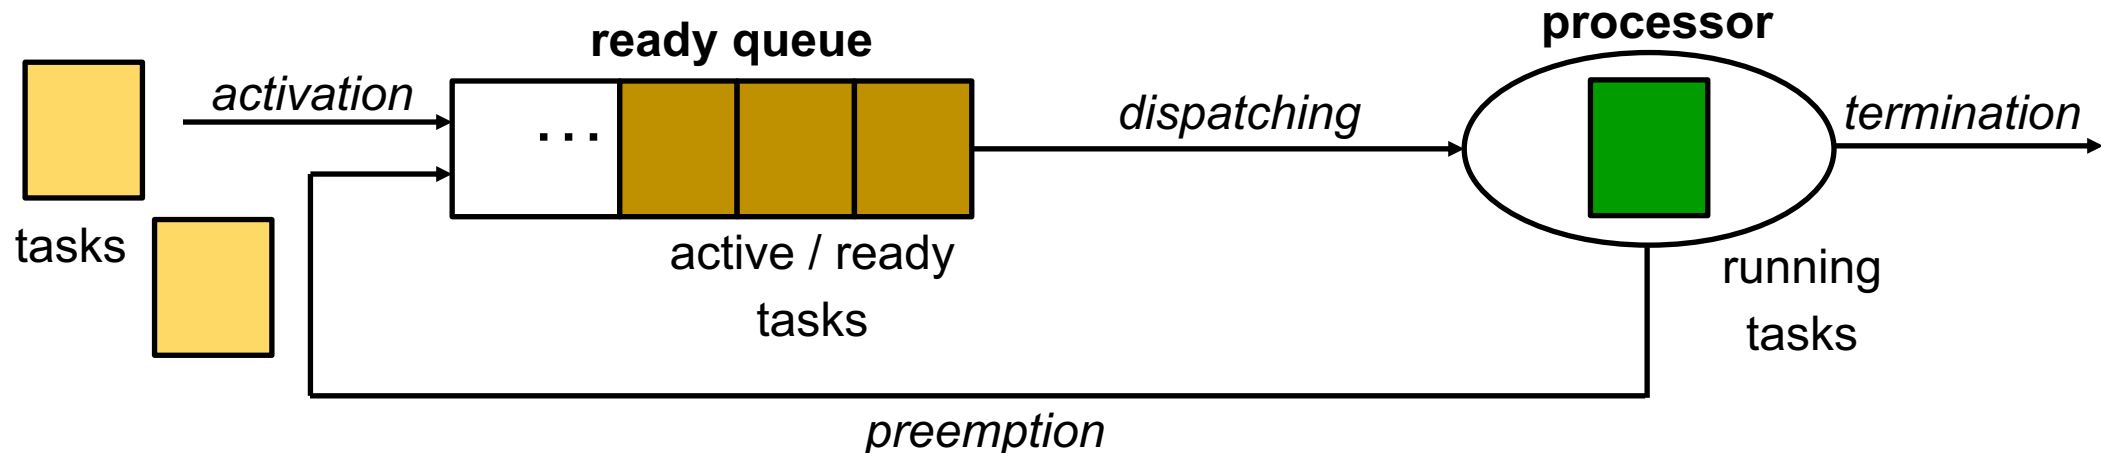 ready queue
processor
activation
...
dispatching
termination
tasks
active / ready
tasks
running
tasks
preemption